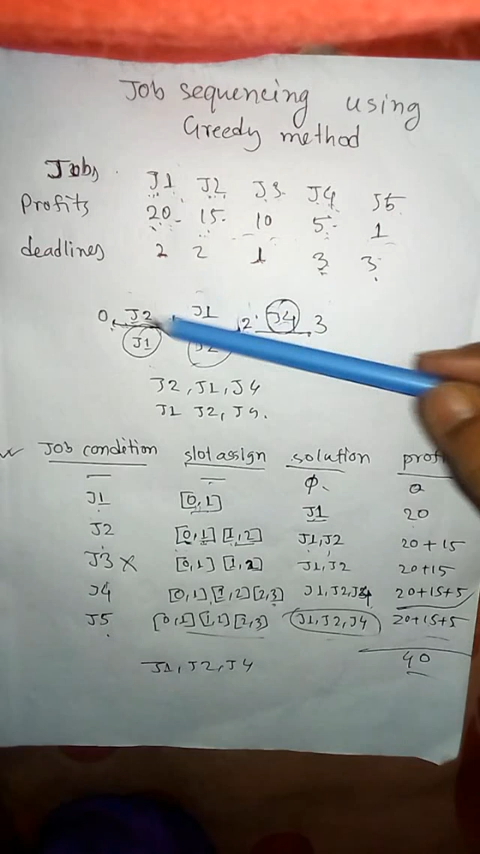 Job sequencing using
Greedy method
Jobs J1 J2 J3 J4 J5
Profits 20 15 10 5 1
deadlines 2 2 1 3 3
0 J2 J1 2 J4 3
J1 J2
J2, J1, J4
J1 J2, J4.
Job condition slot assign solution
φ 0
J1 [0,1] J1 20
J2 [0,1] [1,2] J1, J2 20+15
J3 X [0,1] [1,2] J1, J2 20+15
J4 [0,1] [1,2] [2,3] J1, J2, J4 20+15+5
J5 [0,1] [1,2] [2,3] J1, J2, J4 20+15+5
J1, J2, J4 40